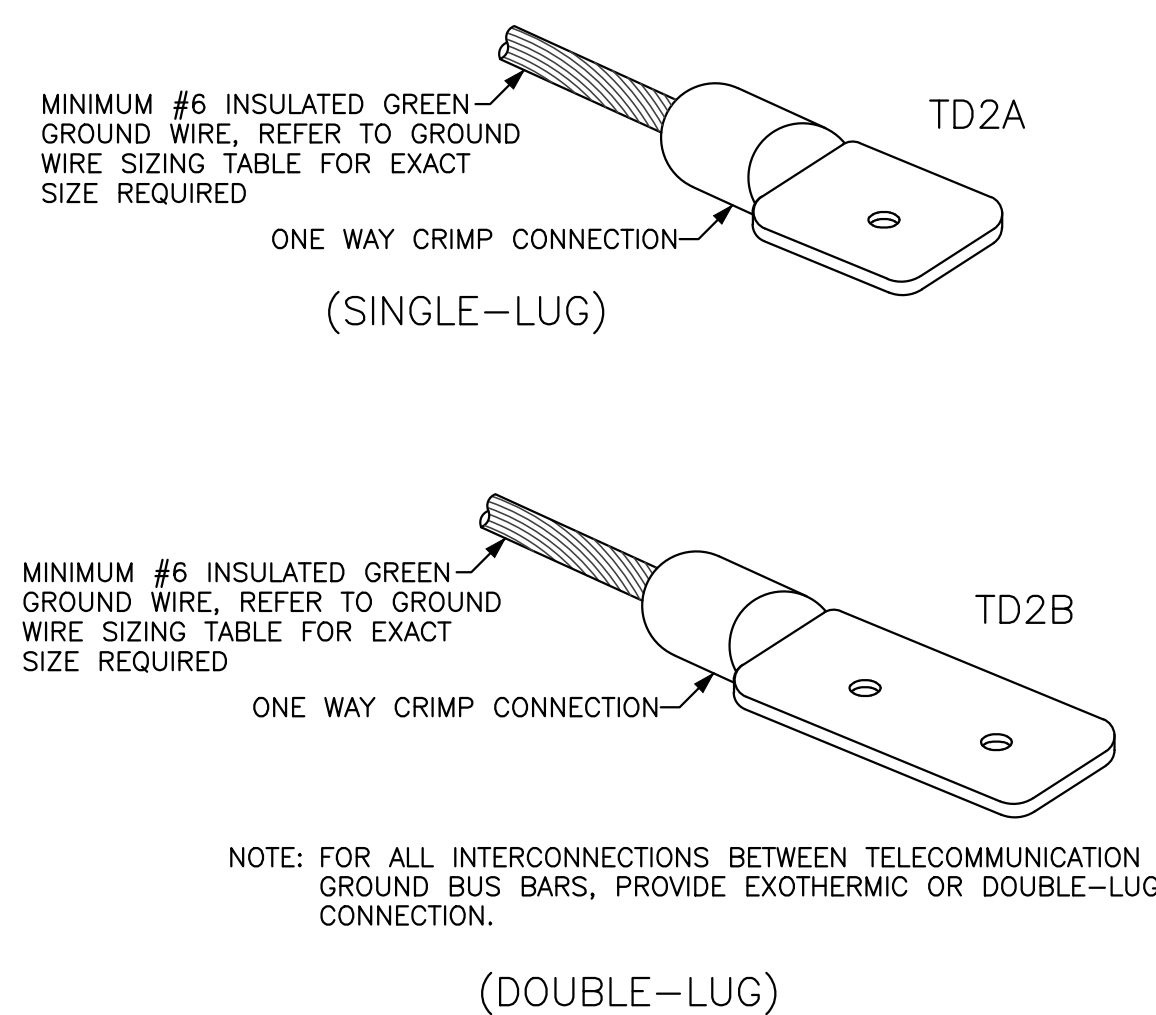 MINIMUM #6 INSULATED GREEN
GROUND WIRE, REFER TO GROUND
WIRE SIZING TABLE FOR EXACT
SIZE REQUIRED
TD2A
ONE WAY CRIMP CONNECTION
(SINGLE-LUG)
MINIMUM #6 INSULATED GREEN
GROUND WIRE, REFER TO GROUND
WIRE SIZING TABLE FOR EXACT
SIZE REQUIRED
TD2B
ONE WAY CRIMP CONNECTION
NOTE: FOR ALL INTERCONNECTIONS BETWEEN TELECOMMUNICATION
GROUND BUS BARS, PROVIDE EXOTHERMIC OR DOUBLE-LUG
CONNECTION.
(DOUBLE-LUG)